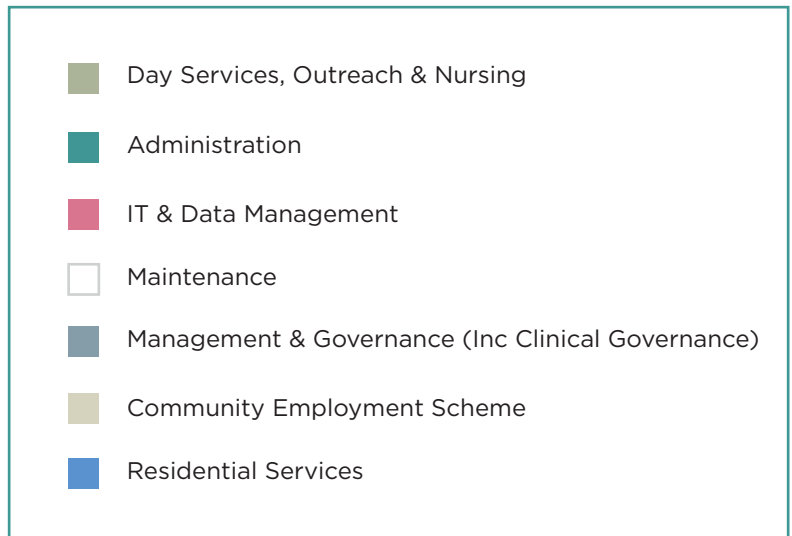 Day Services, Outreach & Nursing
Administration
IT & Data Management
Maintenance
Management & Governance (Inc Clinical Governance)
Community Employment Scheme
Residential Services